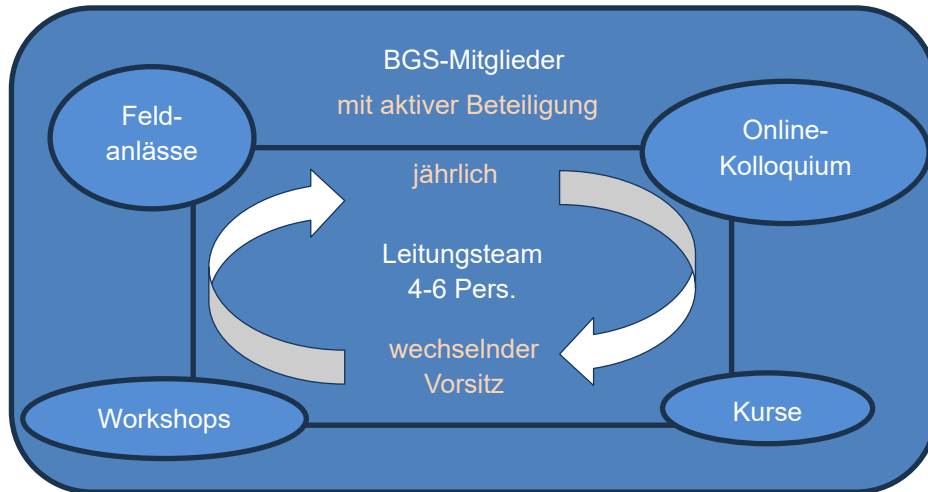 BGS-Mitglieder
mit aktiver Beteiligung
Feld-
anlässe
Online-
Kolloquium
jährlich
Leitungsteam
4-6 Pers.
wechselnder
Vorsitz
Workshops
Kurse